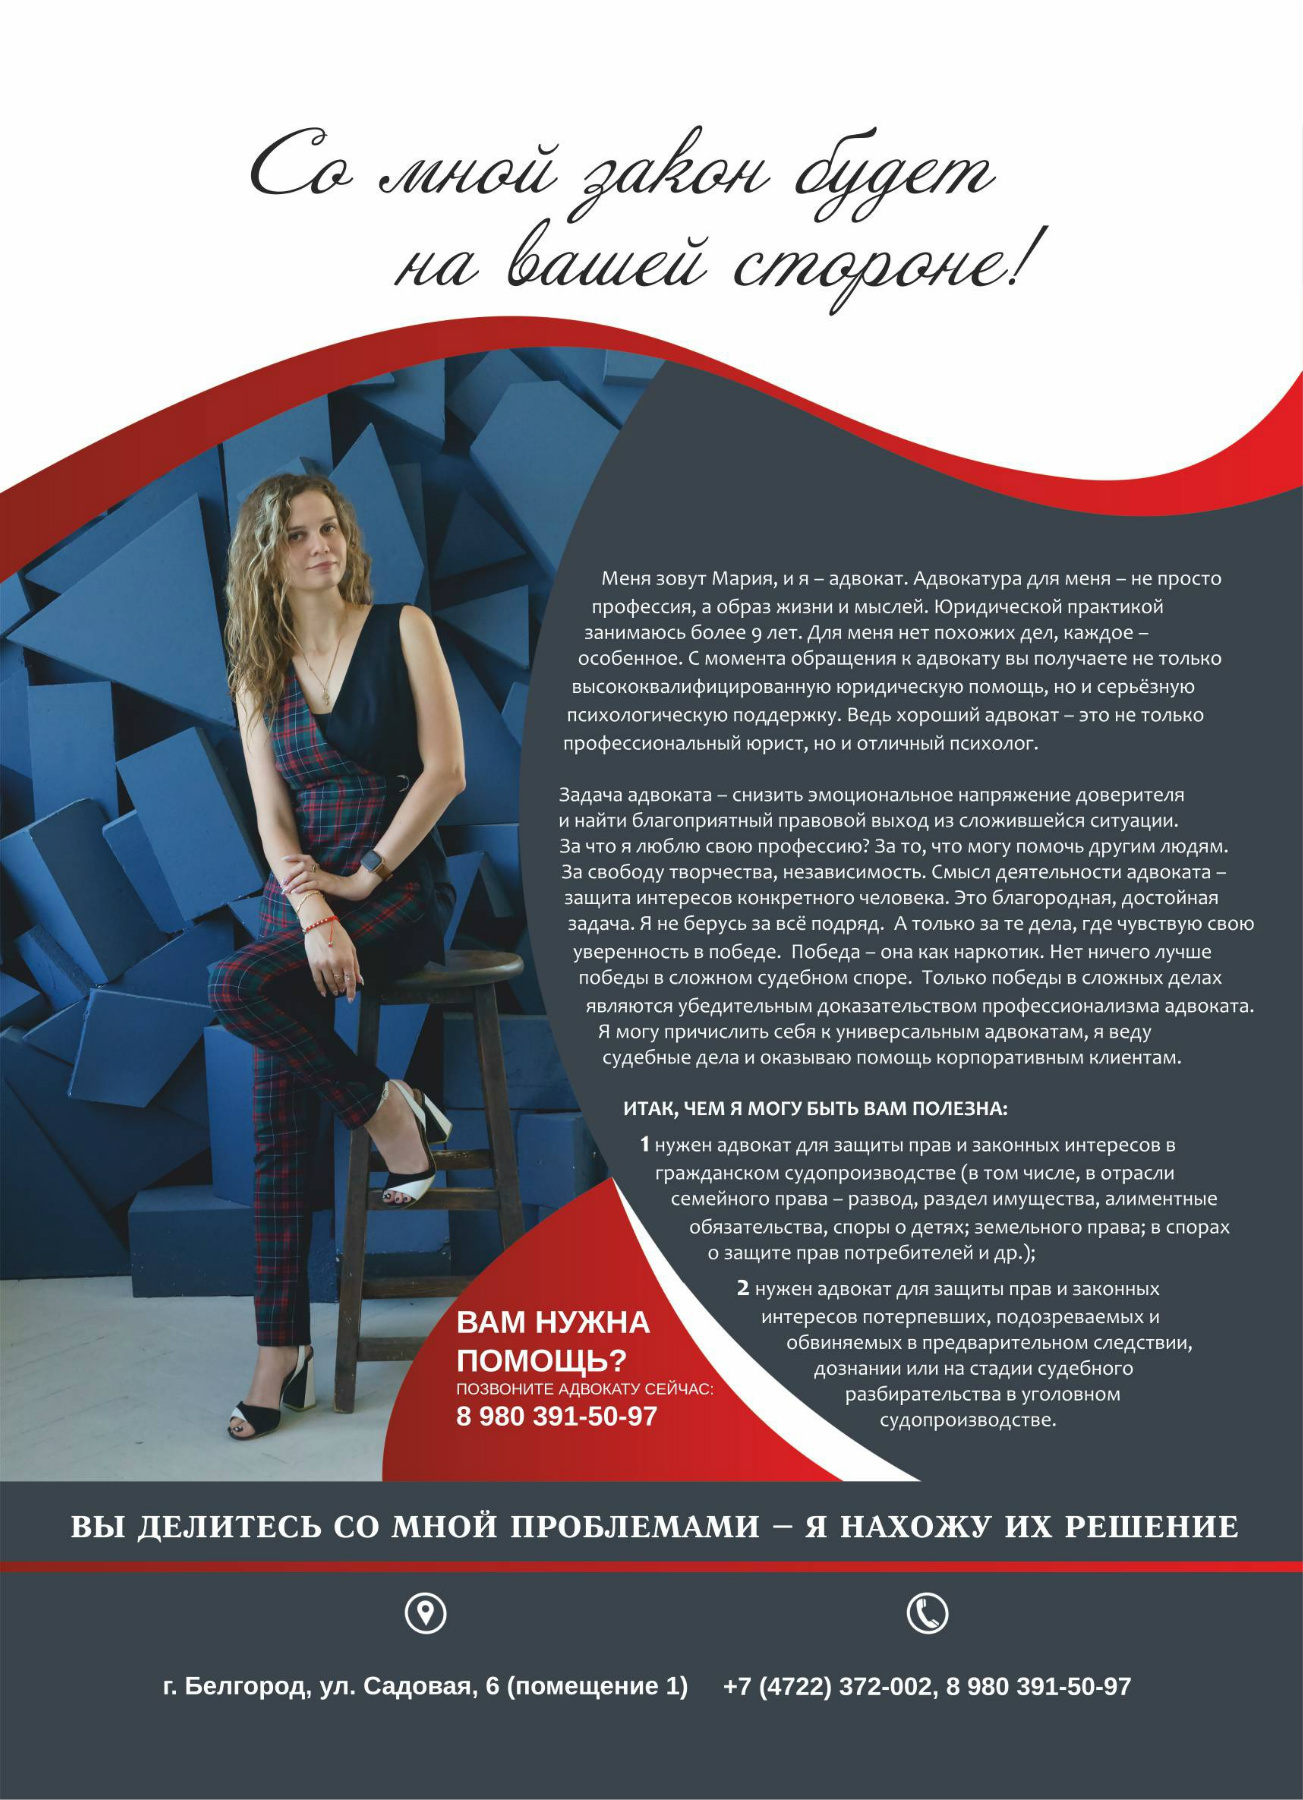 Со мной закон будет
на вашей стороне!
Меня зовут Мария, и я – адвокат. Адвокатура для меня – не просто
профессия, а образ жизни и мыслей. Юридической практикой
занимаюсь более 9 лет. Для меня нет похожих дел, каждое –
особенное. С момента обращения к адвокату вы получаете не только
высококвалифицированную юридическую помощь, но и серьёзную
психологическую поддержку. Ведь хороший адвокат – это не только
профессиональный юрист, но и отличный психолог.
Задача адвоката – снизить эмоциональное напряжение доверителя
и найти благоприятный правовой выход из сложившейся ситуации.
За что я люблю свою профессию? За то, что могу помочь другим людям.
За свободу творчества, независимость. Смысл деятельности адвоката –
защита интересов конкретного человека. Это благородная, достойная
задача. Я не берусь за всё подряд. А только за те дела, где чувствую свою
уверенность в победе. Победа – она как наркотик. Нет ничего лучше
победы в сложном судебном споре. Только победы в сложных делах
являются убедительным доказательством профессионализма адвоката.
Я могу причислить себя к универсальным адвокатам, я веду
судебные дела и оказываю помощь корпоративным клиентам.
ИТАК, ЧЕМ Я МОГУ БЫТЬ ВАМ ПОЛЕЗНА:
1 нужен адвокат для защиты прав и законных интересов в
гражданском судопроизводстве (в том числе, в отрасли
семейного права – развод, раздел имущества, алиментные
обязательства, споры о детях; земельного права; в спорах
о защите прав потребителей и др.);
2 нужен адвокат для защиты прав и законных
интересов потерпевших, подозреваемых и
обвиняемых в предварительном следствии,
дознании или на стадии судебного
разбирательства в уголовном
судопроизводстве.
ВАМ НУЖНА
ПОМОЩЬ?
ПОЗВОНИТЕ АДВОКАТУ СЕЙЧАС:
8 980 391-50-97
ВЫ ДЕЛИТЕСЬ СО МНОЙ ПРОБЛЕМАМИ – Я НАХОЖУ ИХ РЕШЕНИЕ
г. Белгород, ул. Садовая, 6 (помещение 1)
+7 (4722) 372-002, 8 980 391-50-97